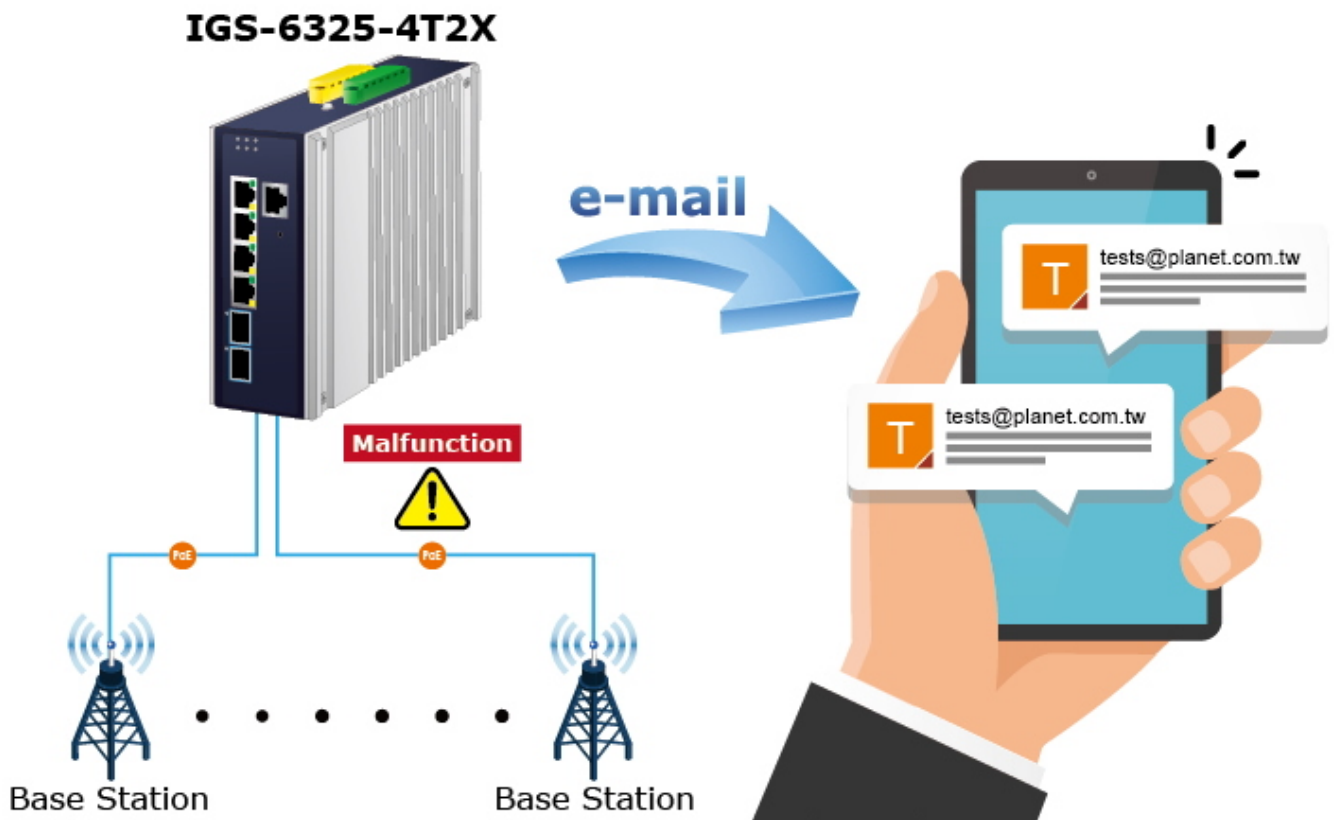 IGS-6325-4T2X
e-mail
T
tests@planet.com.tw
T
tests@planet.com.tw
Malfunction
!
PoE
PoE
Base Station
Base Station